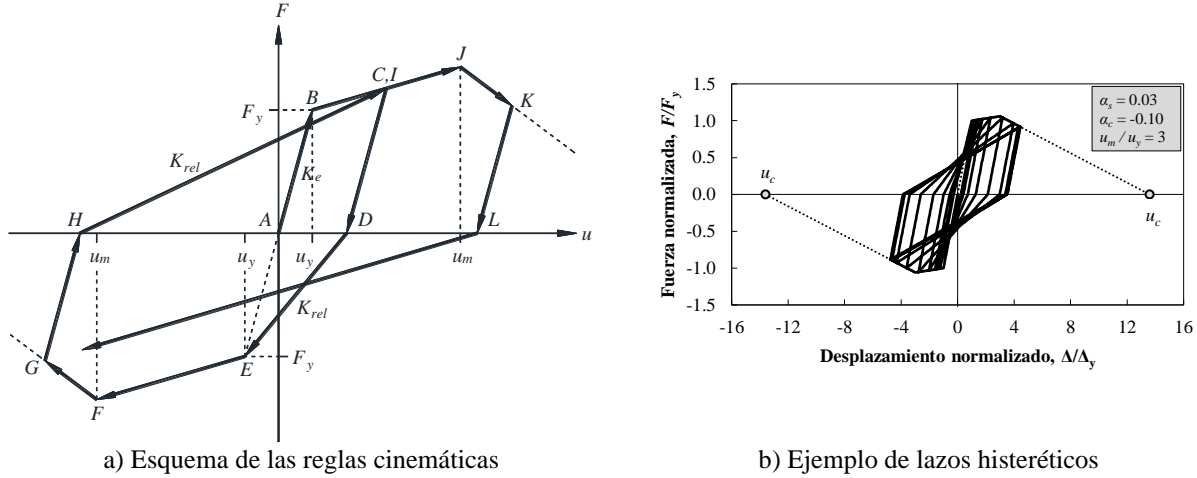 F
J
C,I
K
B
F_y
K_rel
K_e
H
A
D
L
u
u_m
u_y
u_y
u_m
K_rel
G
E
F_y
F
a) Esquema de las reglas cinemáticas
Fuerza normalizada, F/F_y
1.5
1.0
0.5
0.0
-0.5
-1.0
-1.5
α_s = 0.03
α_c = -0.10
u_m / u_y = 3
u_c
u_c
-16 -12 -8 -4 0 4 8 12 16
Desplazamiento normalizado, Δ/Δ_y
b) Ejemplo de lazos histeréticos